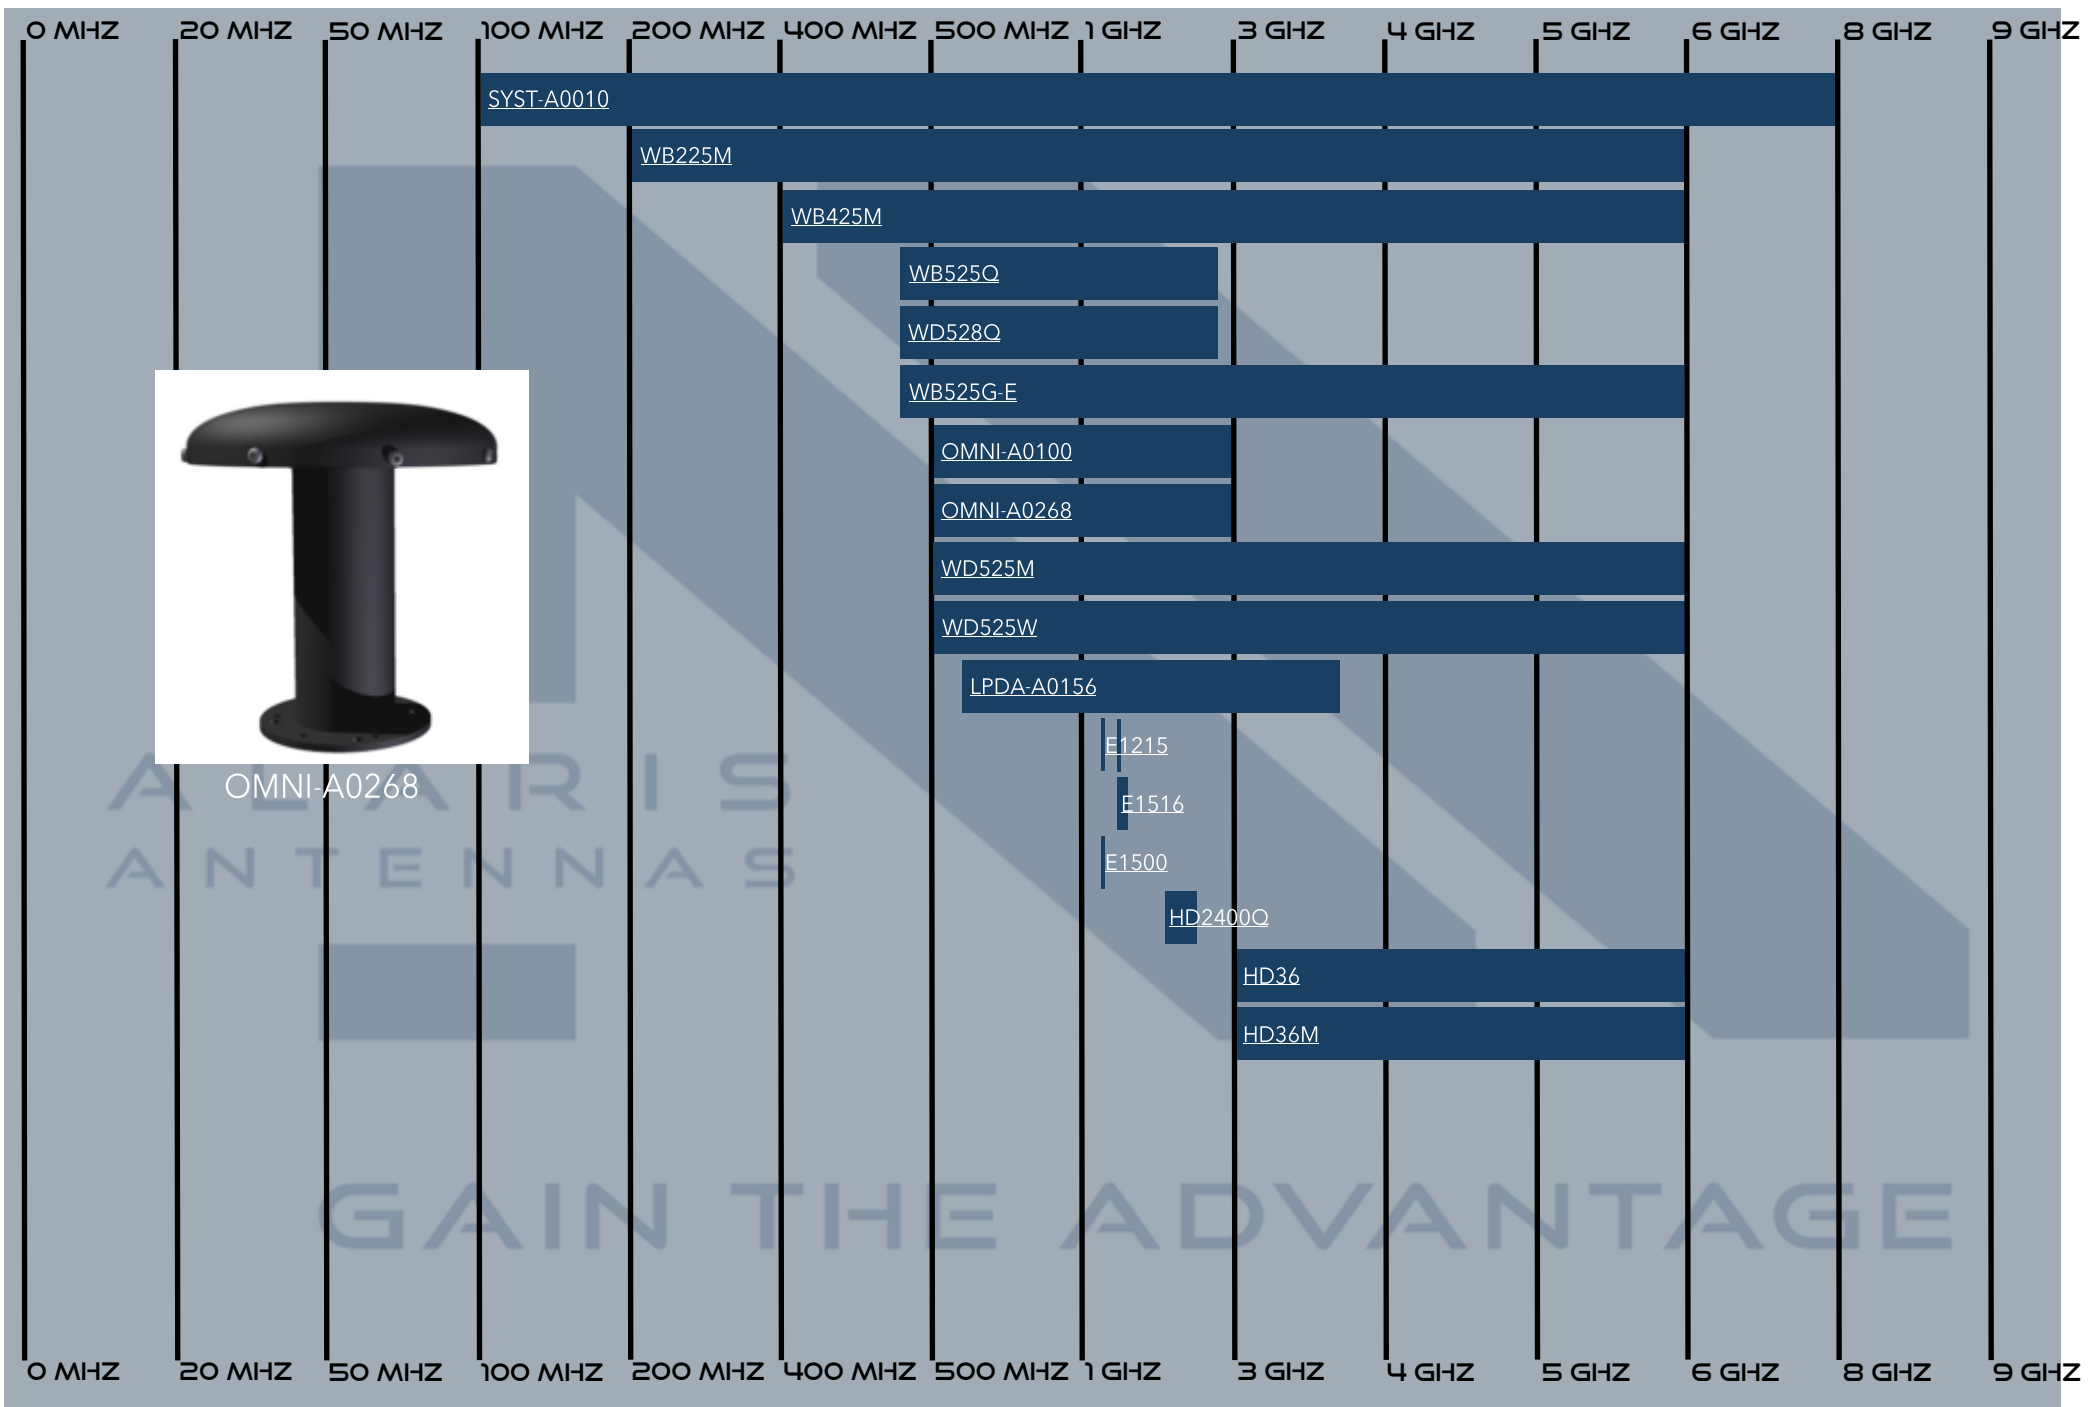 0 MHZ 20 MHZ 50 MHZ 100 MHZ 200 MHZ 400 MHZ 500 MHZ 1 GHZ 3 GHZ 4 GHZ 5 GHZ 6 GHZ 8 GHZ 9 GHZ
SYST-A0010
WB225M
WB425M
WB525Q
WD528Q
WB525G-E
OMNI-A0100
OMNI-A0268
WD525M
WD525W
LPDA-A0156
E1215
OMNI-A0268
ALARIS
E1516
E1500
ANTENNAS
HD2400Q
HD36
HD36M
GAIN THE ADVANTAGE
0 MHZ 20 MHZ 50 MHZ 100 MHZ 200 MHZ 400 MHZ 500 MHZ 1 GHZ 3 GHZ 4 GHZ 5 GHZ 6 GHZ 8 GHZ 9 GHZ